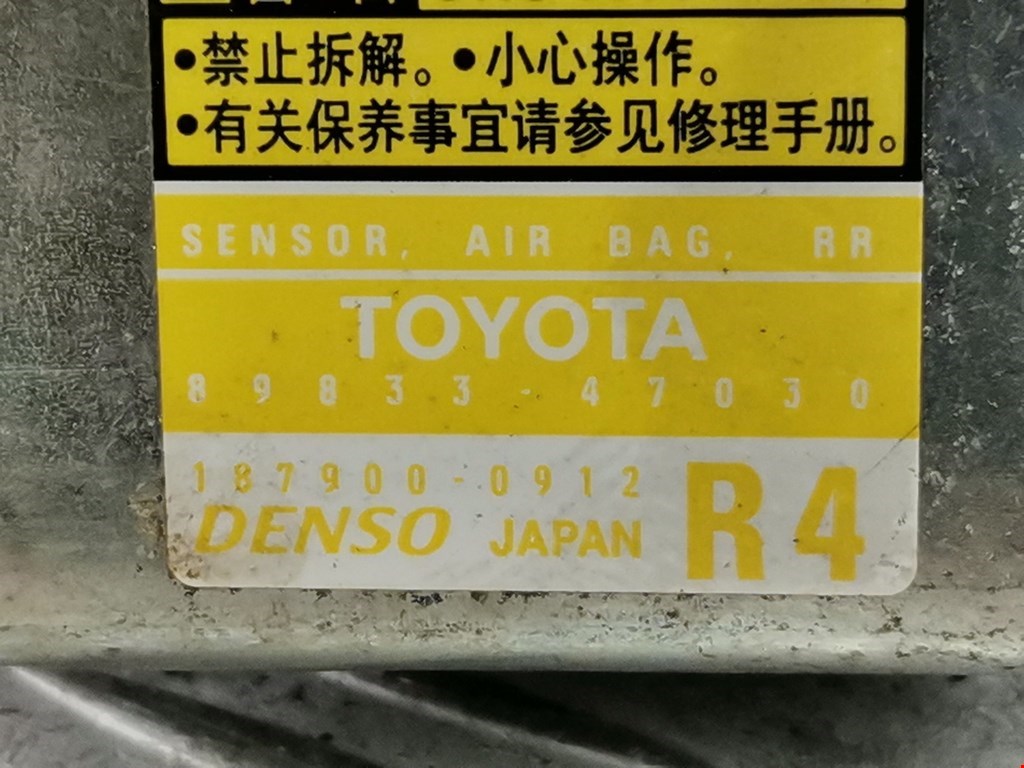 •禁止拆解。•小心操作。
•有关保养事宜请参见修理手册。
SENSOR, AIR BAG, RR
TOYOTA
89833-47030
187900-0912
DENSO JAPAN R4